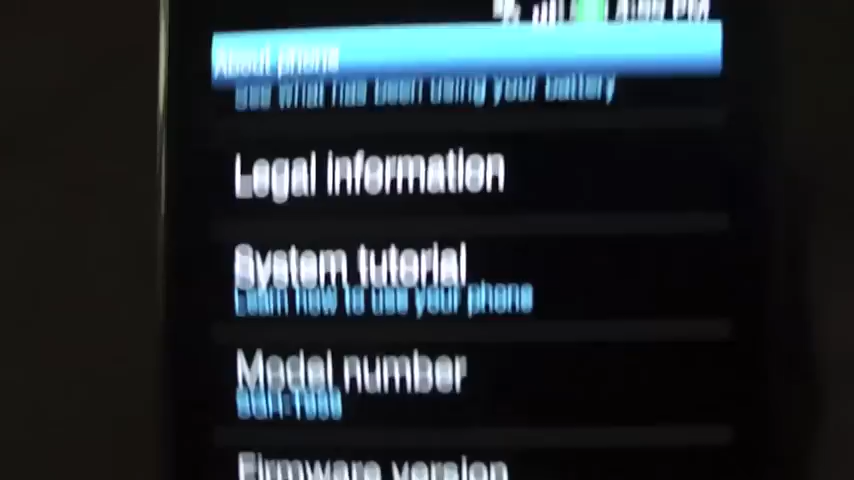 About phone
See what has been using your battery
Legal information
System tutorial
Learn how to use your phone
Model number
Firmware version